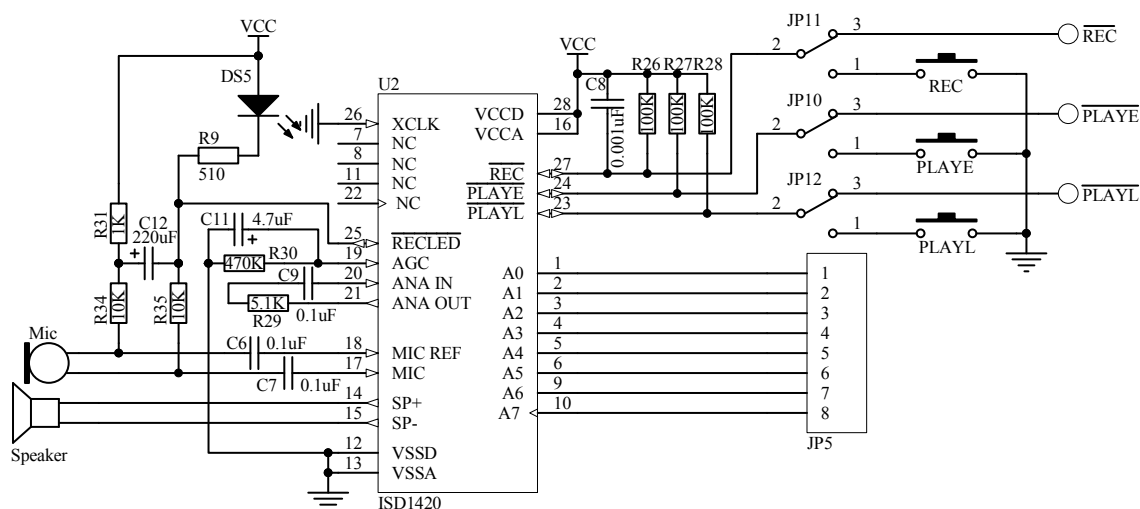 VCC
DS5
R9
510
R31
1K
C12
220uF
R34
10K
R35
10K
Mic
Speaker
C11
4.7uF
470K
R30
C9
0.1uF
5.1K
R29
C6
0.1uF
C7
0.1uF
U2
26
XCLK
7
NC
8
NC
11
NC
22
NC
25
RECLED
19
AGC
20
ANA IN
21
ANA OUT
18
MIC REF
17
MIC
14
SP+
15
SP-
12
VSSD
13
VSSA
ISD1420
VCCD
28
VCCA
16
REC
27
PLAYE
24
PLAYL
23
A0
1
A1
2
A2
3
A3
4
A4
5
A5
6
A6
9
A7
10
VCC
C8
0.001uF
R26
100K
R27
100K
R28
100K
JP11
2
3
1
REC
REC
JP10
2
3
1
PLAYE
PLAYE
JP12
2
3
1
PLAYL
PLAYL
1
2
3
4
5
6
7
8
JP5